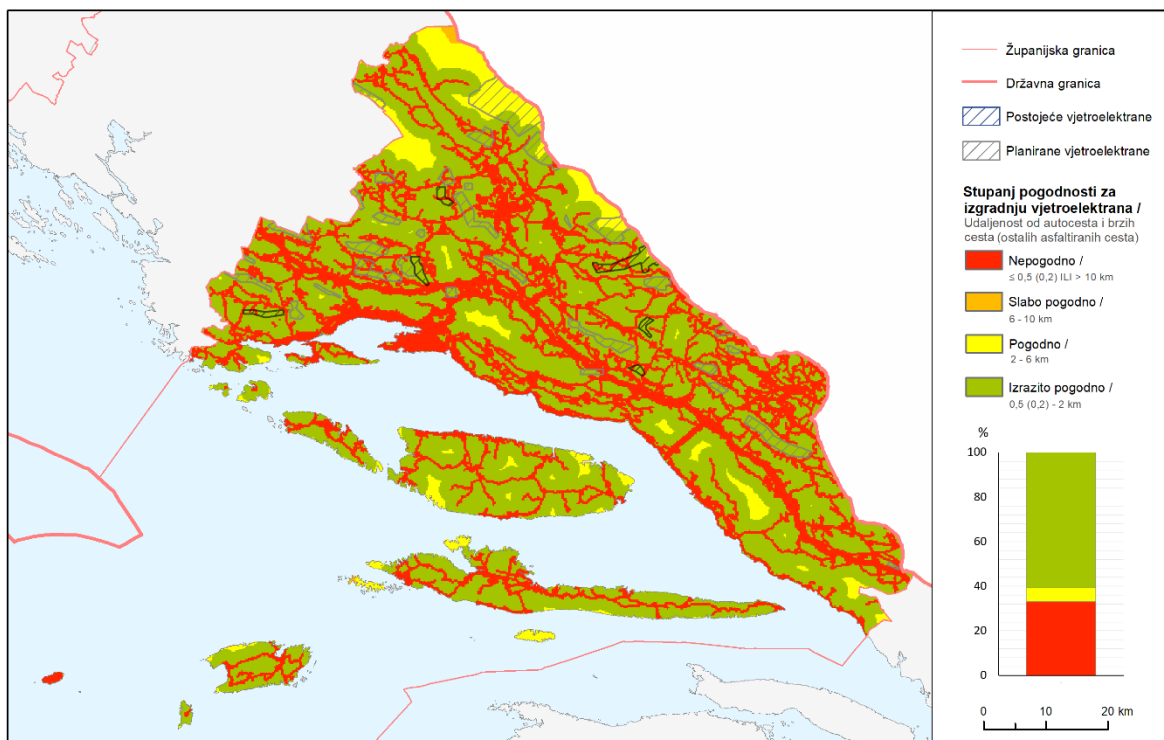 Županijska granica
Državna granica
Postojeće vjetroelektrane
Planirane vjetroelektrane
Stupanj pogodnosti za
izgradnju vjetroelektrana /
Udaljenost od autocesta i brzih
cesta (ostalih asfaltiranih cesta)
Nepogodno /
≤ 0,5 (0,2) ILI > 10 km
Slabo pogodno /
6 - 10 km
Pogodno /
2 - 6 km
Izrazito pogodno /
0,5 (0,2) - 2 km
%
100
80
60
40
20
0
0 10 20 km